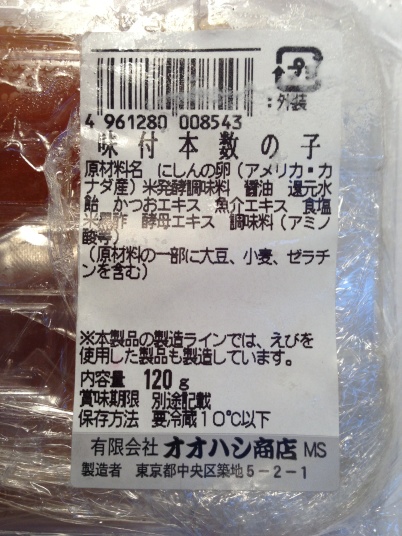 プラ
：外装
4 961280 008543
味付本数の子
原材料名 にしんの卵(アメリカ・カ
ナダ産)米発酵調味料 醤油 還元水
飴 かつおエキス 魚介エキス 食塩
米黒酢 酵母エキス 調味料(アミノ
酸等)
(原材料の一部に大豆、小麦、ゼラチ
ンを含む)
※本製品の製造ラインでは、えびを
使用した製品も製造しています。
内容量 120g
賞味期限 別途記載
保存方法 要冷蔵10℃以下
有限会社 オオハシ商店 MS
製造者 東京都中央区築地5-2-1